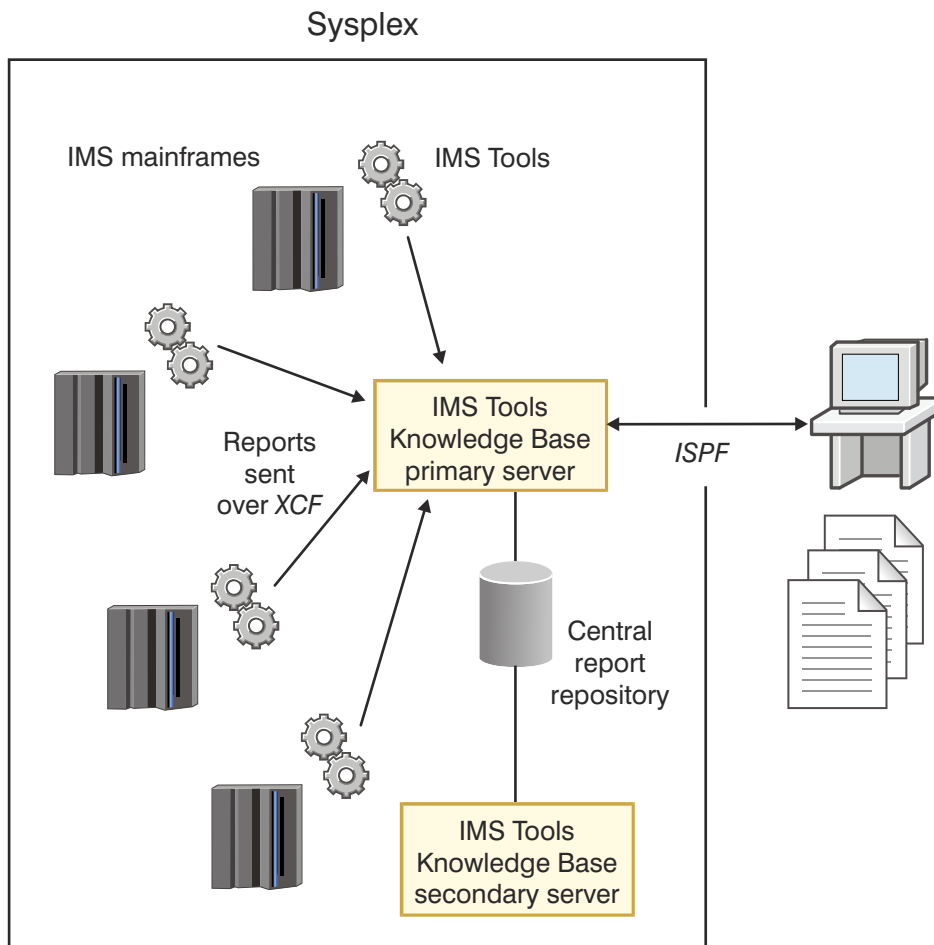 Sysplex
IMS mainframes
IMS Tools
IMS Tools
Knowledge Base
primary server
Reports
sent
over XCF
ISPF
Central
report
repository
IMS Tools
Knowledge Base
secondary server